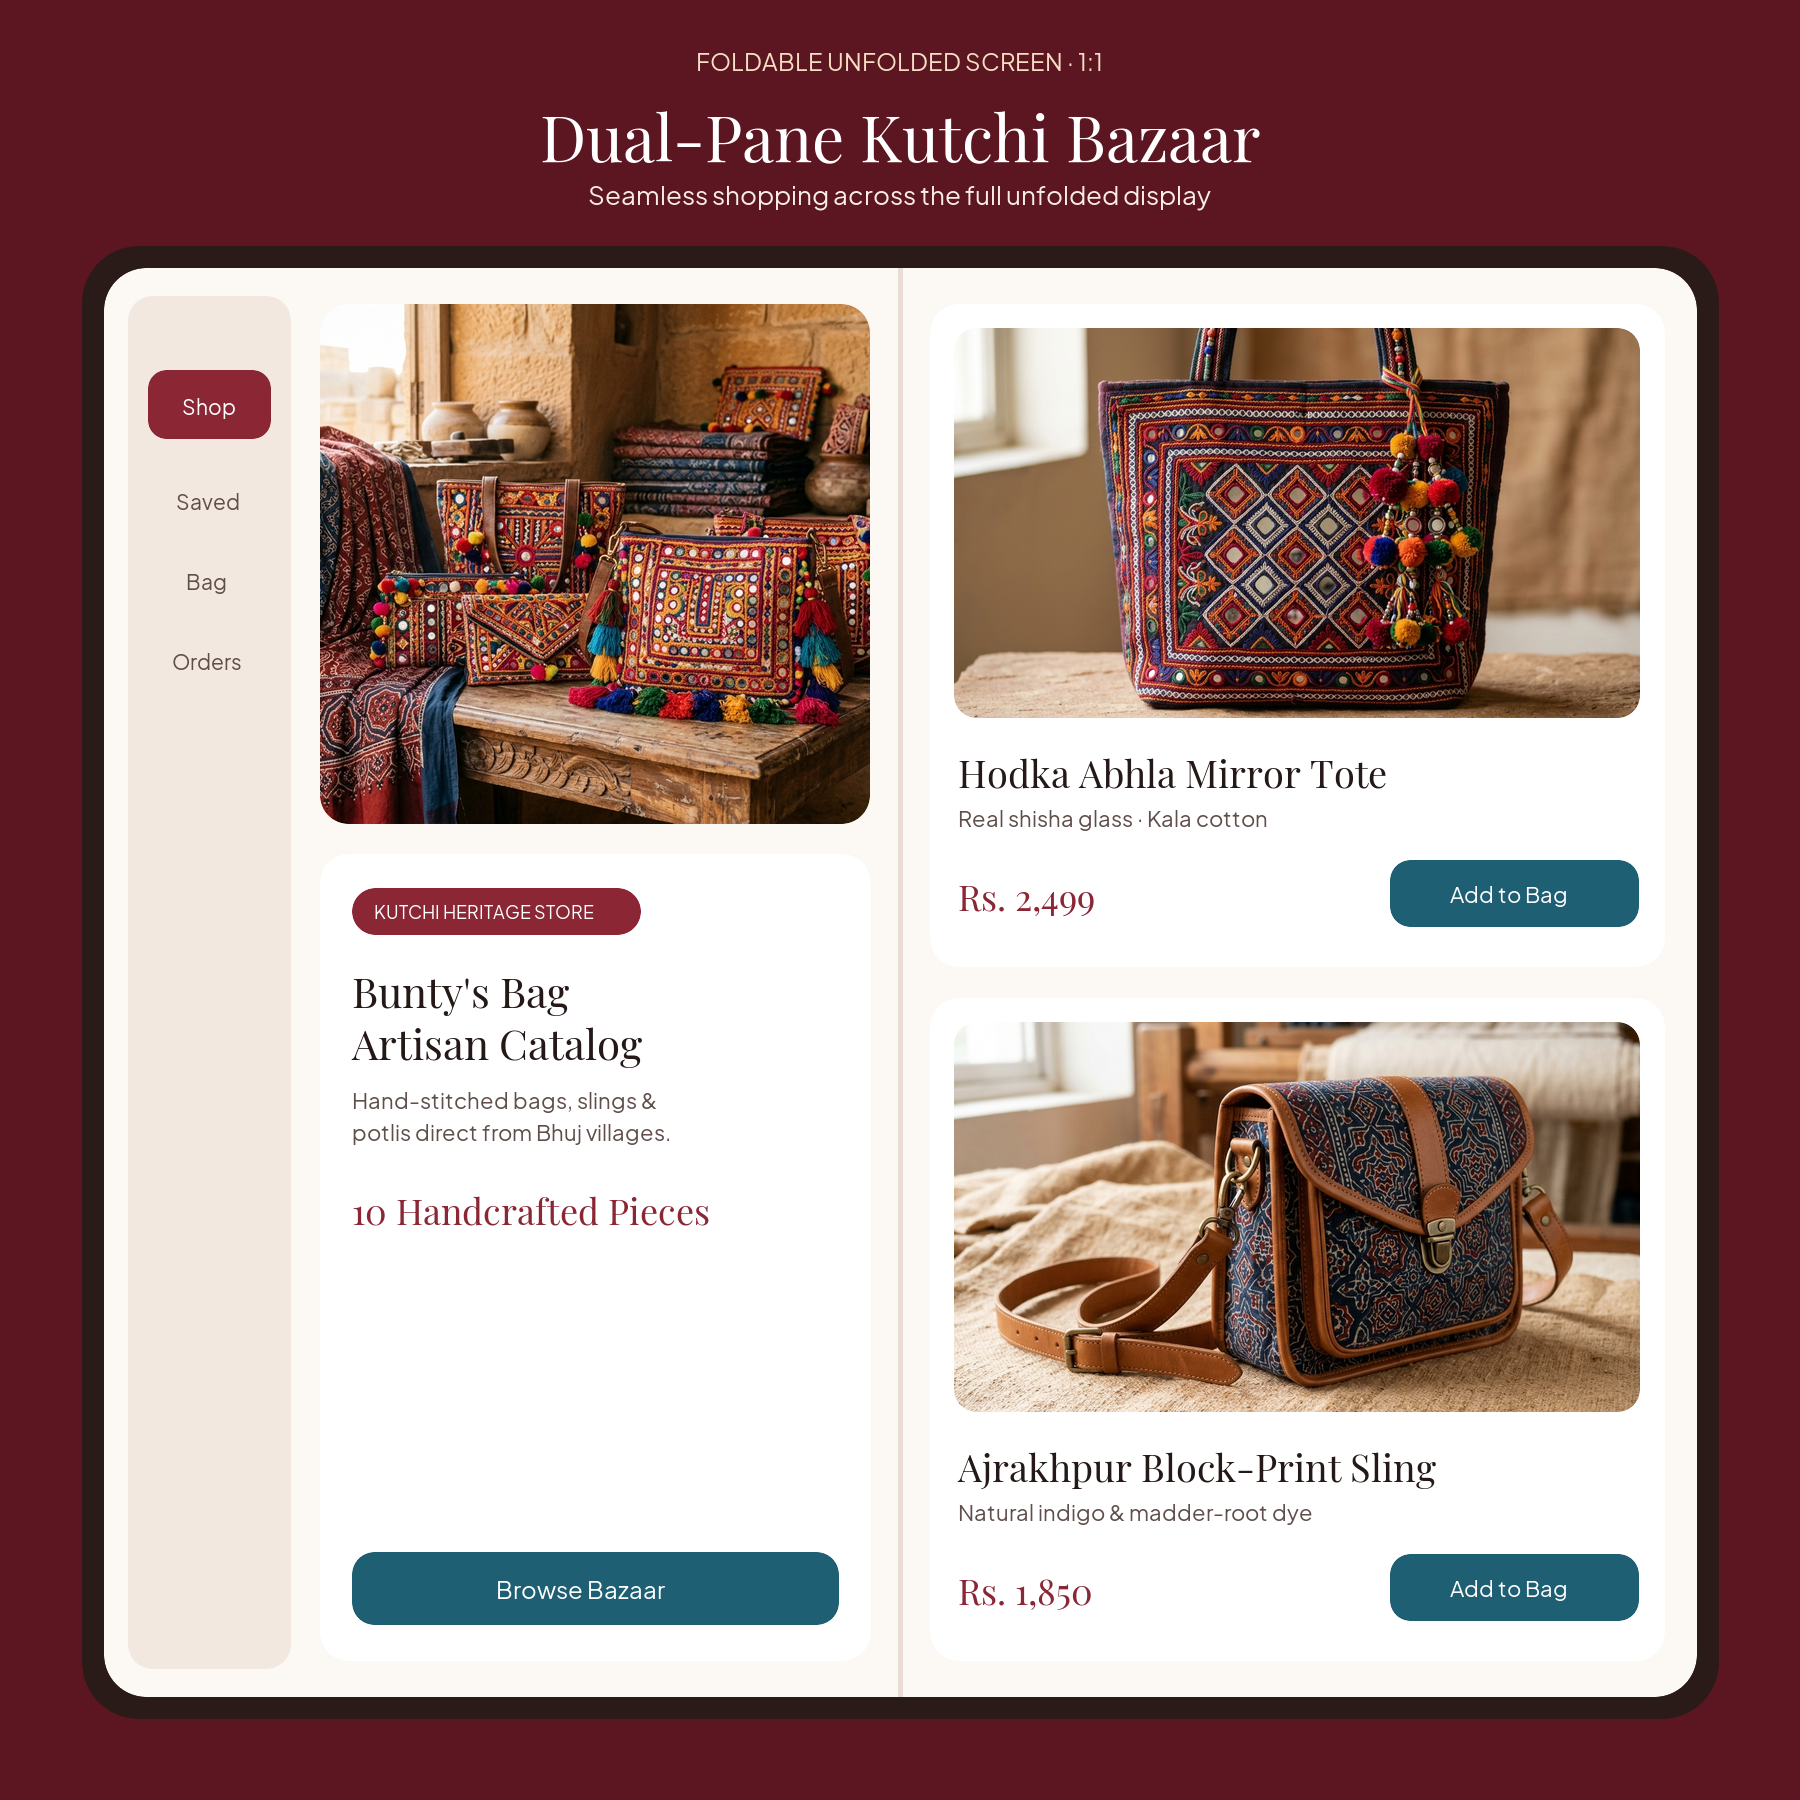 FOLDABLE UNFOLDED SCREEN · 1:1
Dual-Pane Kutchi Bazaar
Seamless shopping across the full unfolded display
Shop
Saved
Bag
Orders
KUTCHI HERITAGE STORE
Bunty's Bag
Artisan Catalog
Hand-stitched bags, slings &
potlis direct from Bhuj villages.
10 Handcrafted Pieces
Browse Bazaar
Hodka Abhla Mirror Tote
Real shisha glass · Kala cotton
Rs. 2,499
Add to Bag
Ajrakhpur Block-Print Sling
Natural indigo & madder-root dye
Rs. 1,850
Add to Bag